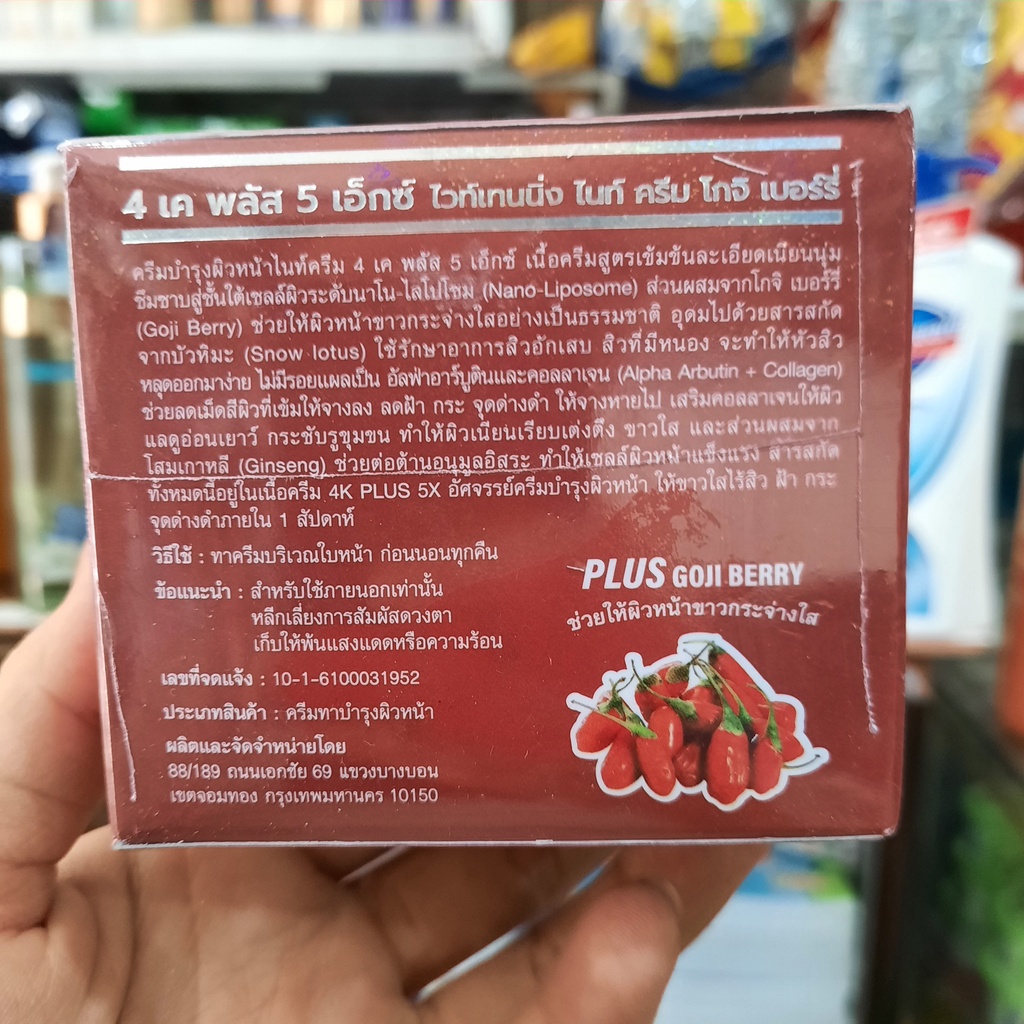 4 เค พลัส 5 เอ็กซ์ ไวท์เทนนิ่ง ไนท์ ครีม โกจิ เบอร์รี่
ครีมบำรุงผิวหน้าไนท์ครีม 4 เค พลัส 5 เอ็กซ์ เนื้อครีมสูตรเข้มข้นละเอียดเนียนนุ่ม
ซึมซาบสู่ชั้นใต้เซลล์ผิวระดับนาโน-ไลโปโซม (Nano-Liposome) ส่วนผสมจากโกจิ เบอร์รี่
(Goji Berry) ช่วยให้ผิวหน้าขาวกระจ่างใสอย่างเป็นธรรมชาติ อุดมไปด้วยสารสกัด
จากบัวหิมะ (Snow lotus) ใช้รักษาอาการสิวอักเสบ สิวที่มีหนอง จะทำให้หัวสิว
หลุดออกมาง่าย ไม่มีรอยแผลเป็น อัลฟ่าอาร์บูตินและคอลลาเจน (Alpha Arbutin + Collagen)
ช่วยลดเม็ดสีผิวที่เข้มให้จางลง ลดฝ้า กระ จุดด่างดำ ให้จางหายไป เสริมคอลลาเจนให้ผิว
แลดูอ่อนเยาว์ กระชับรูขุมขน ทำให้ผิวเนียนเรียบเต่งตึง ขาวใส และส่วนผสมจาก
โสมเกาหลี (Ginseng) ช่วยต่อต้านอนุมูลอิสระ ทำให้เซลล์ผิวหน้าแข็งแรง สารสกัด
ทั้งหมดนี้อยู่ในเนื้อครีม 4K PLUS 5X อัศจรรย์ครีมบำรุงผิวหน้า ให้ขาวใสไร้สิว ฝ้า กระ
จุดด่างดำภายใน 1 สัปดาห์
วิธีใช้ : ทาครีมบริเวณใบหน้า ก่อนนอนทุกคืน
ข้อแนะนำ : สำหรับใช้ภายนอกเท่านั้น
หลีกเลี่ยงการสัมผัสดวงตา
เก็บให้พ้นแสงแดดหรือความร้อน
เลขที่จดแจ้ง : 10-1-6100031952
ประเภทสินค้า : ครีมทาบำรุงผิวหน้า
ผลิตและจัดจำหน่ายโดย
88/189 ถนนเอกชัย 69 แขวงบางบอน
เขตจอมทอง กรุงเทพมหานคร 10150
PLUS GOJI BERRY
ช่วยให้ผิวหน้าขาวกระจ่างใส